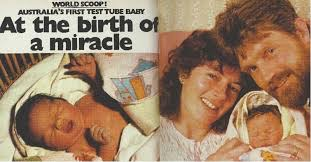 WORLD SCOOP!
AUSTRALIA'S FIRST TEST TUBE BABY
At the birth of
a miracle